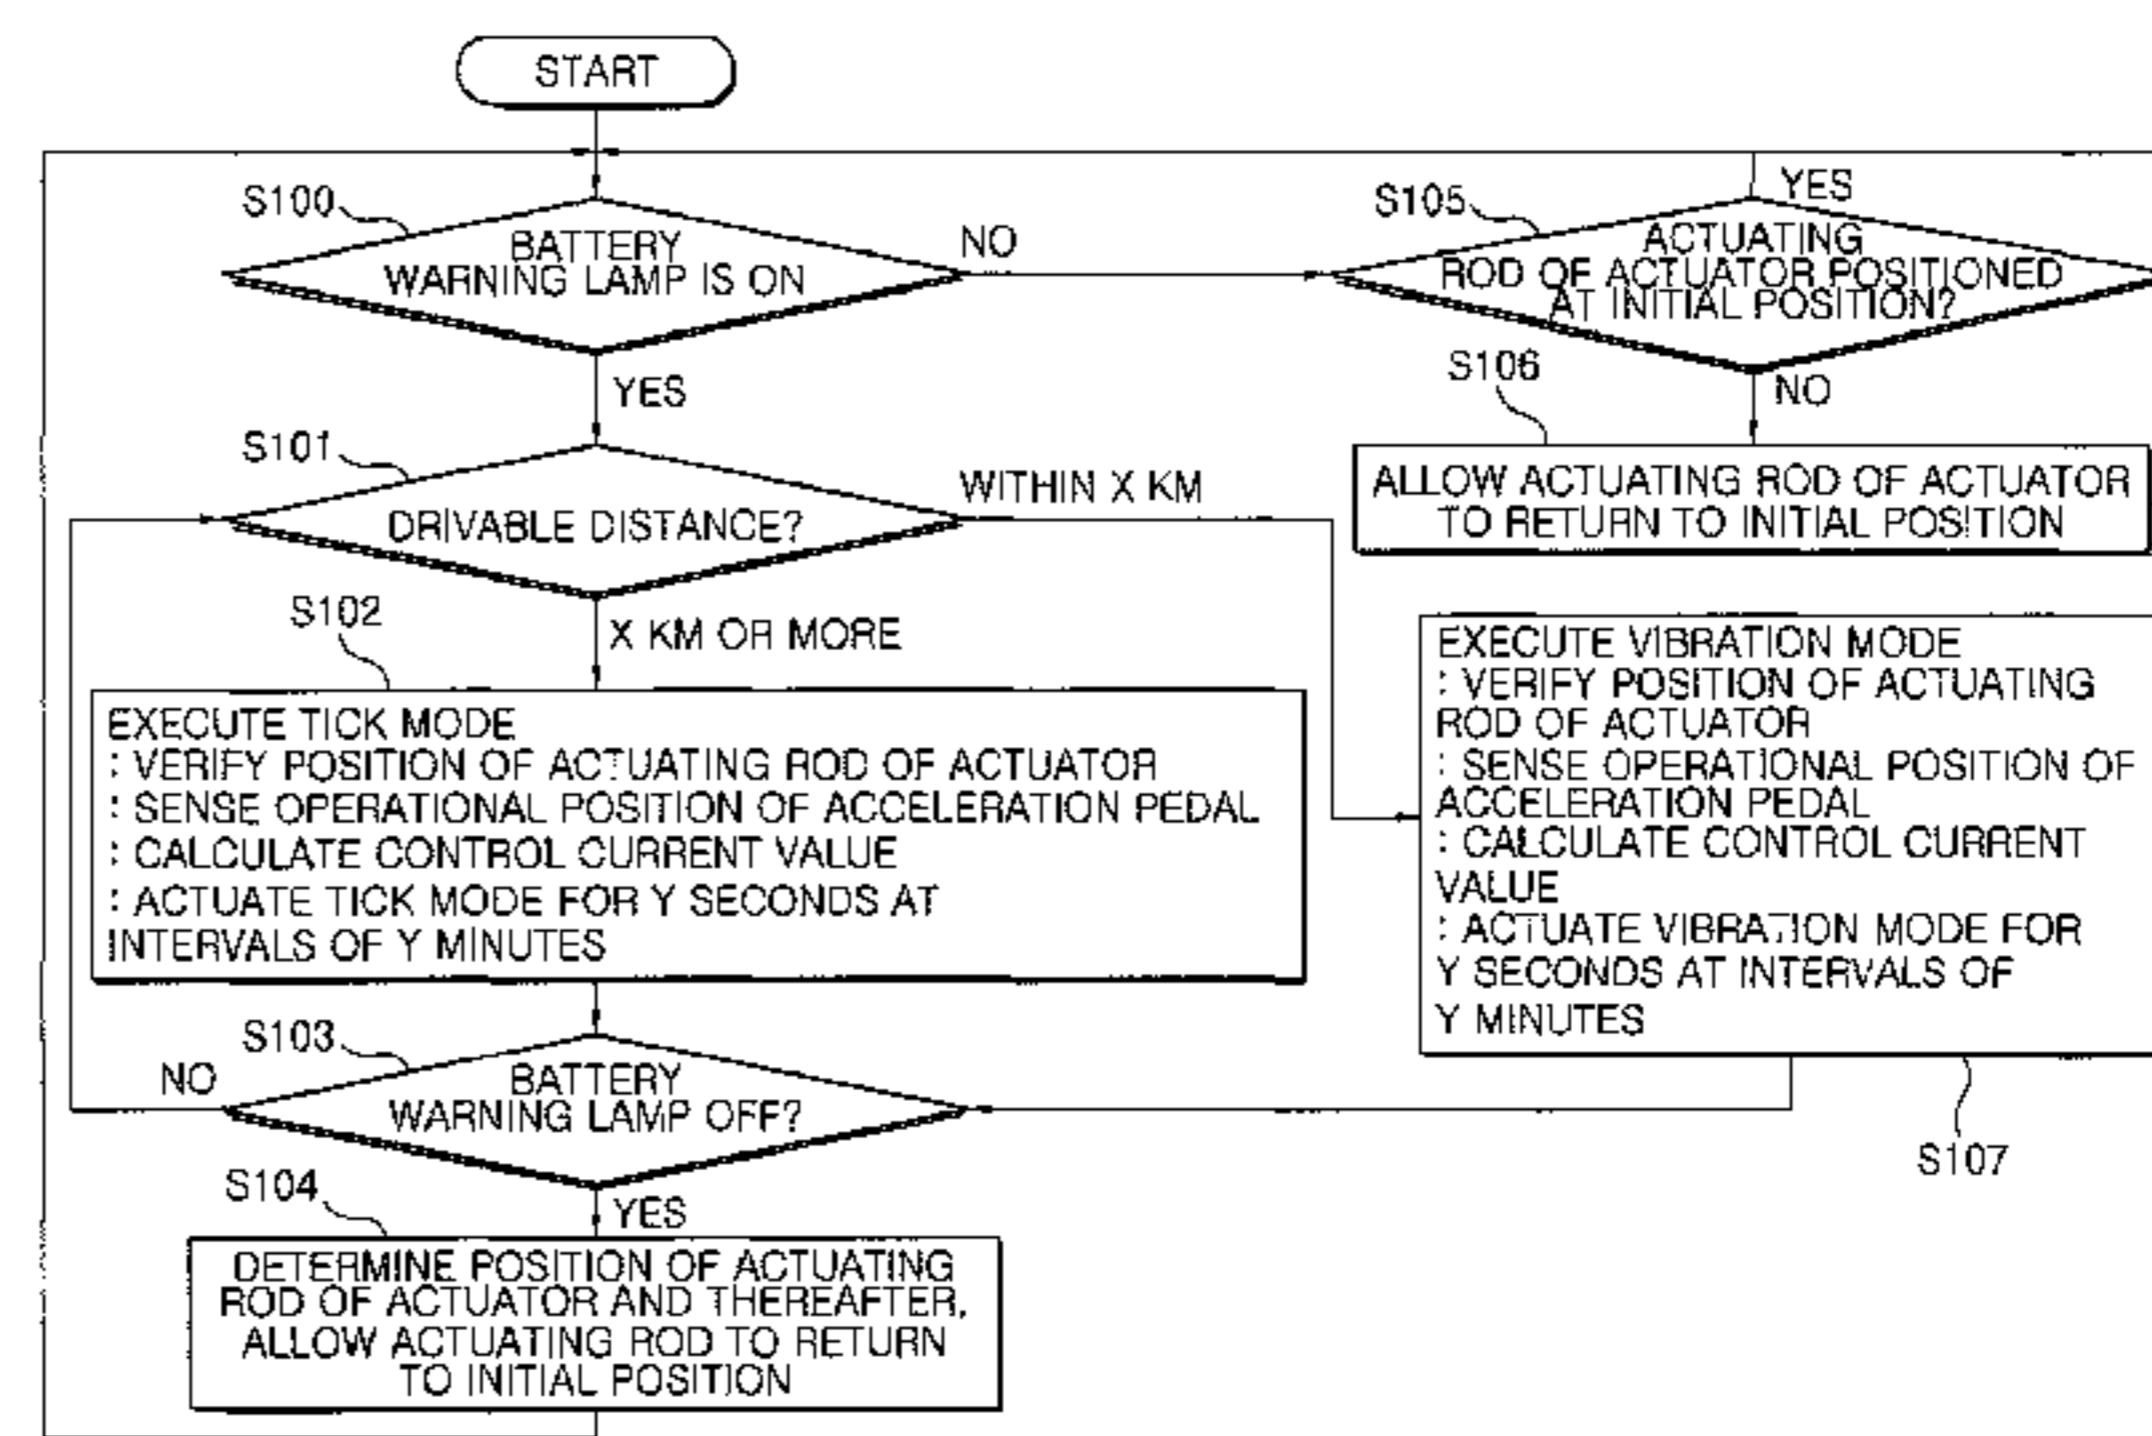 START
S100
BATTERY
WARNING LAMP IS ON
NO
YES
S105
YES
ACTUATING
ROD OF ACTUATOR POSITIONED
AT INITIAL POSITION?
NO
S106
ALLOW ACTUATING ROD OF ACTUATOR
TO RETURN TO INITIAL POSITION
S101
DRIVABLE DISTANCE?
WITHIN X KM
X KM OR MORE
S102
EXECUTE TICK MODE
: VERIFY POSITION OF ACTUATING ROD OF ACTUATOR
: SENSE OPERATIONAL POSITION OF ACCELERATION PEDAL
: CALCULATE CONTROL CURRENT VALUE
: ACTUATE TICK MODE FOR Y SECONDS AT
INTERVALS OF Y MINUTES
EXECUTE VIBRATION MODE
: VERIFY POSITION OF ACTUATING
ROD OF ACTUATOR
: SENSE OPERATIONAL POSITION OF
ACCELERATION PEDAL
: CALCULATE CONTROL CURRENT
VALUE
: ACTUATE VIBRATION MODE FOR
Y SECONDS AT INTERVALS OF
Y MINUTES
S107
S103
NO
BATTERY
WARNING LAMP OFF?
YES
S104
DETERMINE POSITION OF ACTUATING
ROD OF ACTUATOR AND THEREAFTER,
ALLOW ACTUATING ROD TO RETURN
TO INITIAL POSITION